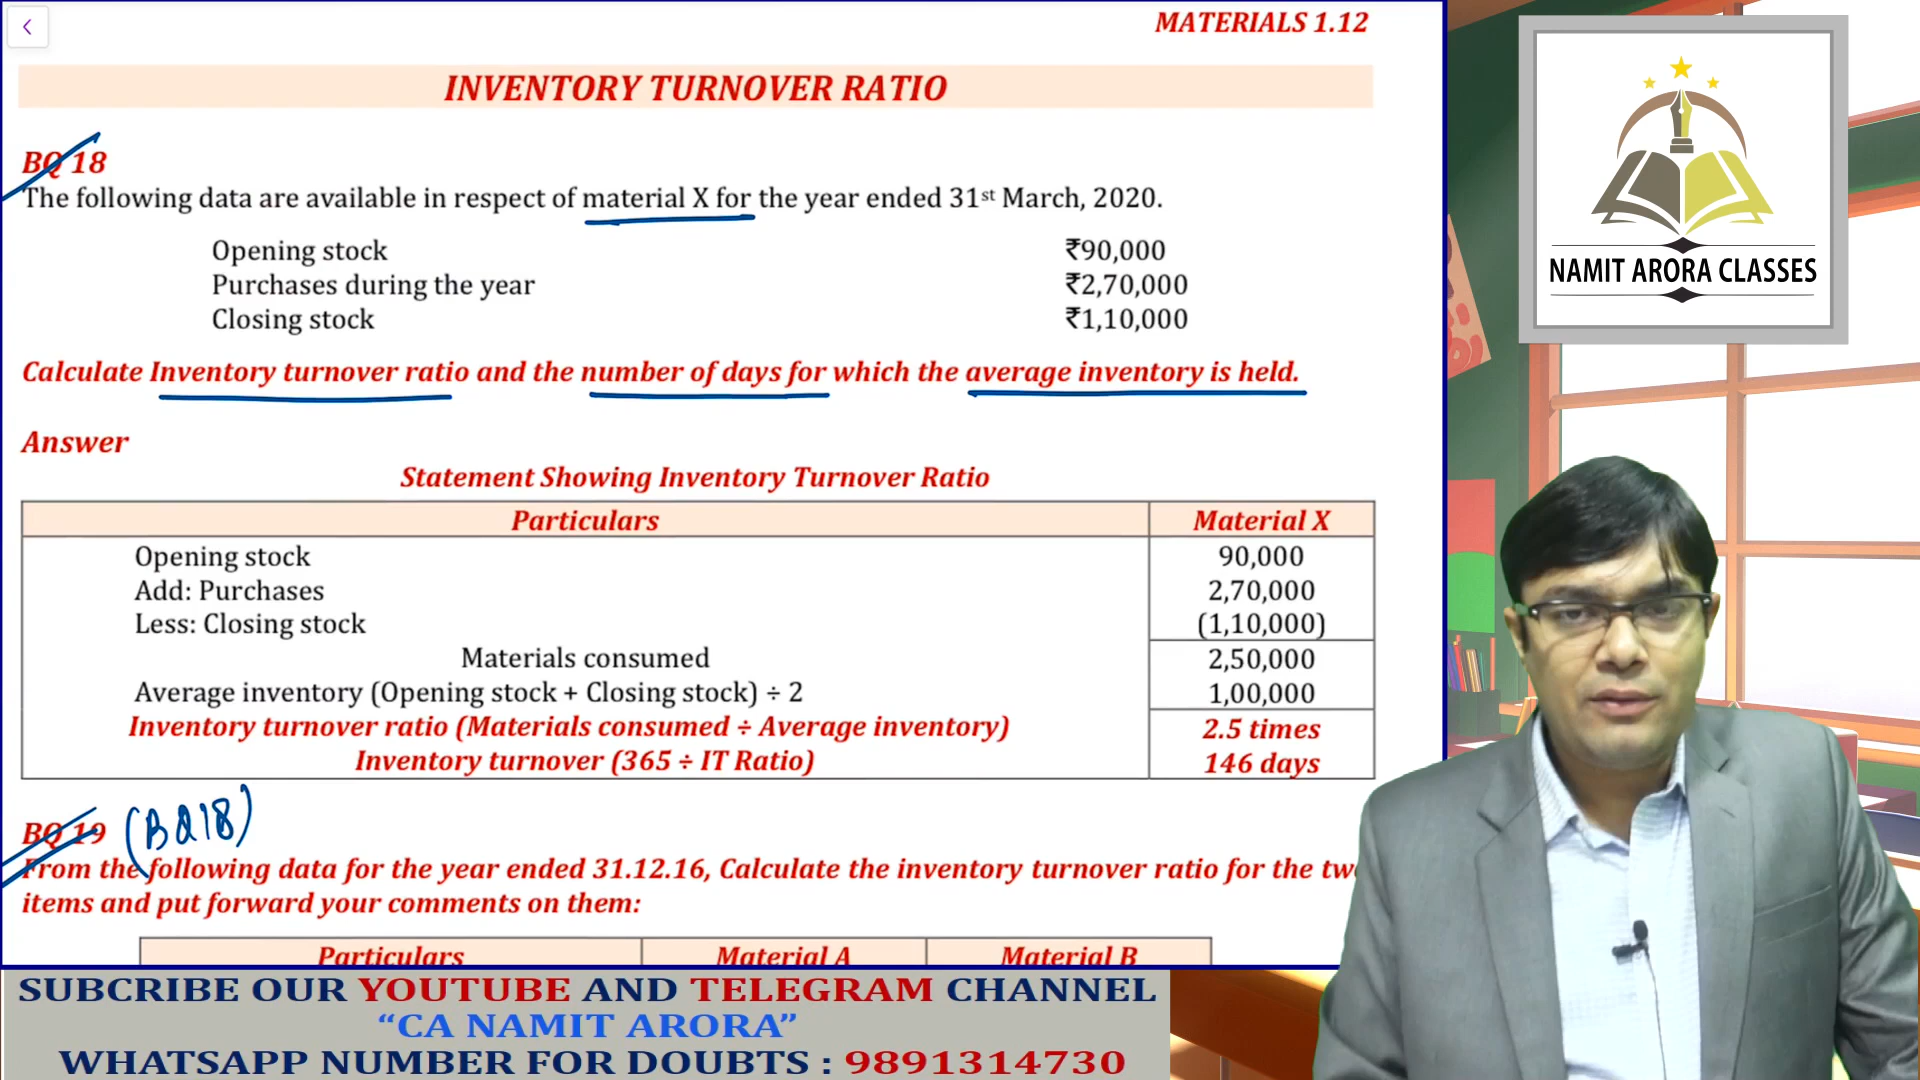 MATERIALS 1.12
INVENTORY TURNOVER RATIO
BQ 18
The following data are available in respect of material X for the year ended 31st March, 2020.
Opening stock ₹90,000
Purchases during the year ₹2,70,000
Closing stock ₹1,10,000
Calculate Inventory turnover ratio and the number of days for which the average inventory is held.
Answer
Statement Showing Inventory Turnover Ratio
Particulars Material X
Opening stock 90,000
Add: Purchases 2,70,000
Less: Closing stock (1,10,000)
Materials consumed 2,50,000
Average inventory (Opening stock + Closing stock) ÷ 2 1,00,000
Inventory turnover ratio (Materials consumed ÷ Average inventory) 2.5 times
Inventory turnover (365 ÷ IT Ratio) 146 days
BQ 19 (BQ18)
From the following data for the year ended 31.12.16, Calculate the inventory turnover ratio for the
items and put forward your comments on them:
Particulars Material A Material B
NAMIT ARORA CLASSES
SUBCRIBE OUR YOUTUBE AND TELEGRAM CHANNEL
“CA NAMIT ARORA”
WHATSAPP NUMBER FOR DOUBTS : 9891314730